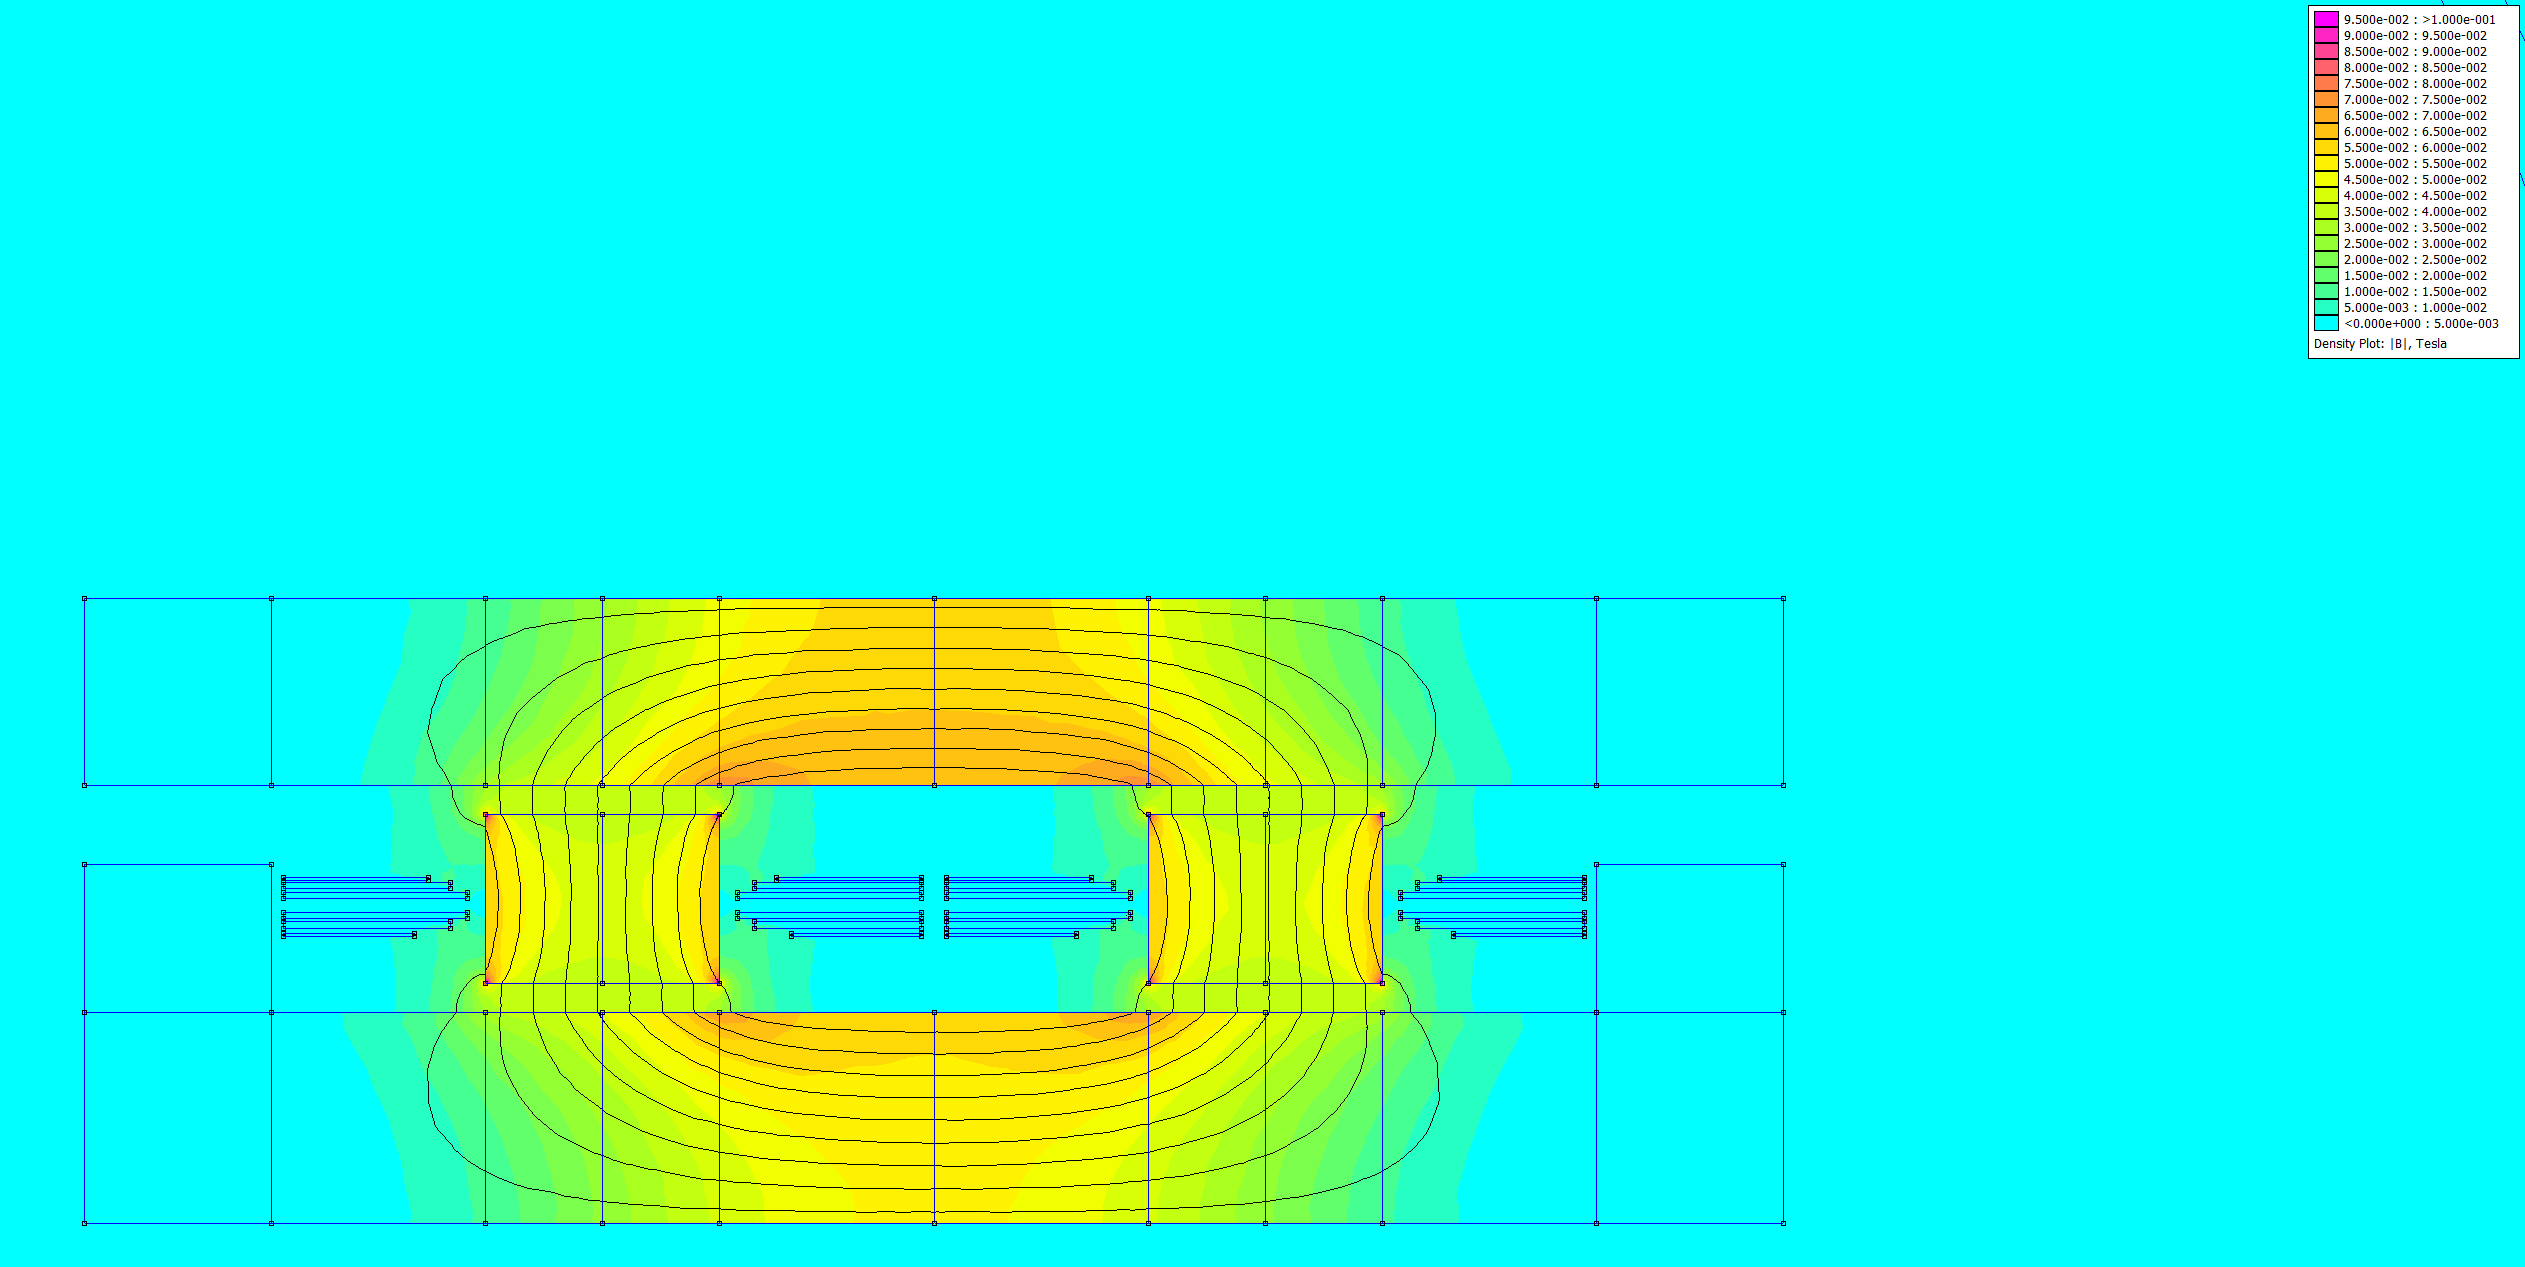 9.500e-002 : >1.000e-001
9.000e-002 : 9.500e-002
8.500e-002 : 9.000e-002
8.000e-002 : 8.500e-002
7.500e-002 : 8.000e-002
7.000e-002 : 7.500e-002
6.500e-002 : 7.000e-002
6.000e-002 : 6.500e-002
5.500e-002 : 6.000e-002
5.000e-002 : 5.500e-002
4.500e-002 : 5.000e-002
4.000e-002 : 4.500e-002
3.500e-002 : 4.000e-002
3.000e-002 : 3.500e-002
2.500e-002 : 3.000e-002
2.000e-002 : 2.500e-002
1.500e-002 : 2.000e-002
1.000e-002 : 1.500e-002
5.000e-003 : 1.000e-002
<0.000e+000 : 5.000e-003
Density Plot: |B|, Tesla